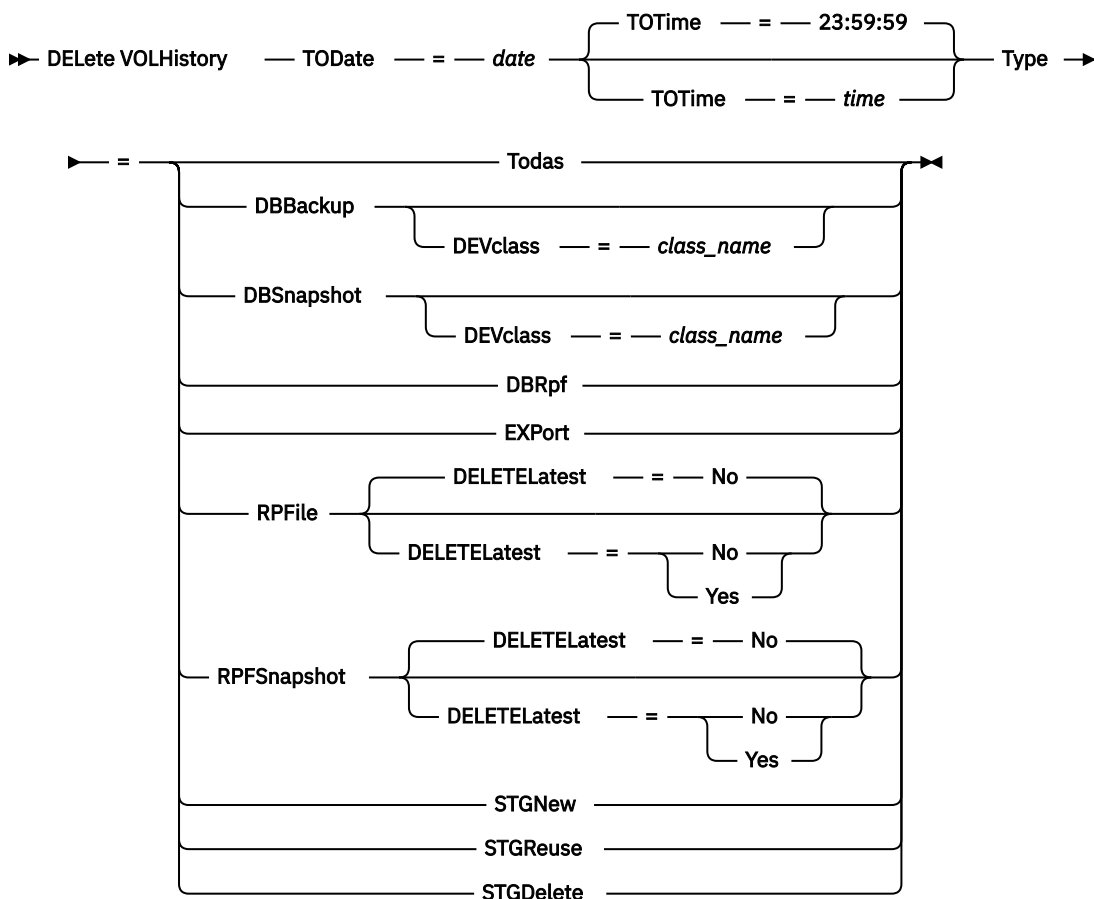 TOTime = 23:59:59
DELete VOLHistory TODate = date Type
TOTime = time
= Todas
DBBackup
DEVclass = class_name
DBSnapshot
DEVclass = class_name
DBRpf
EXPort
DELETELatest = No
RPFile
DELETELatest = No
Yes
DELETELatest = No
RPFSnapshot
DELETELatest = No
Yes
STGNew
STGReuse
STGDelete